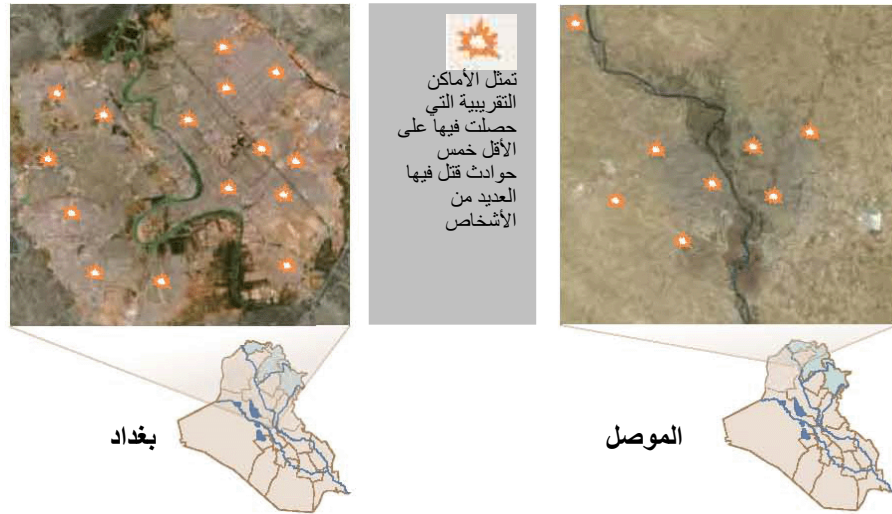 تمثل الأماكن
التقريبية التي
حصلت فيها على
الأقل خمس
حوادث قتل فيها
العديد من
الأشخاص
الموصل
بغداد